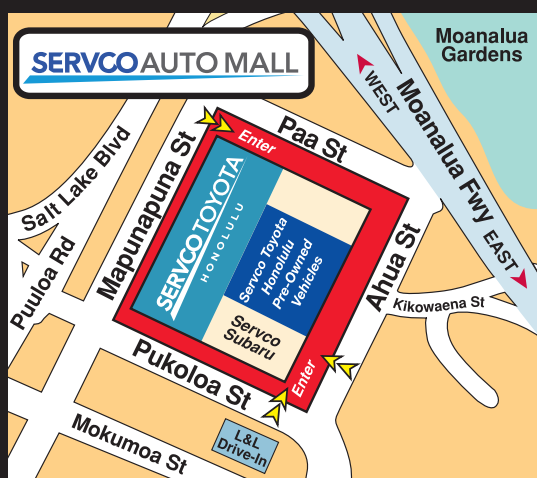 SERVCO AUTO MALL
Moanalua
Gardens
WEST
Moanalua Fwy
EAST
Paa St
Enter
Salt Lake Blvd
Mapunapuna St
Puuloa Rd
SERVCO TOYOTA
HONOLULU
Servco Toyota
Honolulu
Pre-Owned
Vehicles
Servco
Subaru
Ahua St
Kikowaena St
Enter
Pukoloa St
Mokumoa St
L&L
Drive-In